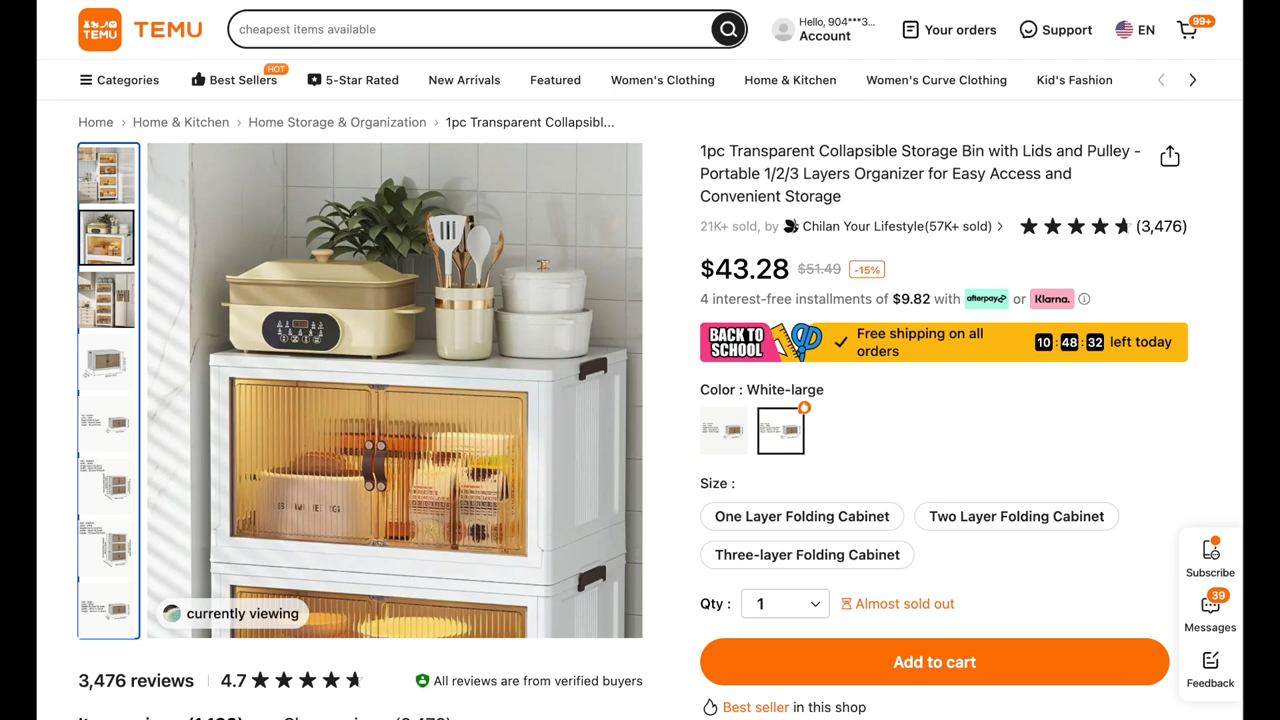 TEMU
TEMU
cheapest items available
Hello, 904***3...
Account
Your orders
Support
EN
99+
Categories
Best Sellers
HOT
5-Star Rated
New Arrivals
Featured
Women's Clothing
Home & Kitchen
Women's Curve Clothing
Kid's Fashion
Home › Home & Kitchen › Home Storage & Organization › 1pc Transparent Collapsibl...
1pc Transparent Collapsible Storage Bin with Lids and Pulley -
Portable 1/2/3 Layers Organizer for Easy Access and
Convenient Storage
21K+ sold, by Chilan Your Lifestyle(57K+ sold) ›
(3,476)
$43.28 $51.49 -15%
4 interest-free installments of $9.82 with afterpay or Klarna.
BACK TO
SCHOOL
Free shipping on all
orders
10 : 48 : 32 left today
Color : White-large
Size :
One Layer Folding Cabinet
Two Layer Folding Cabinet
Three-layer Folding Cabinet
Qty :
1
Almost sold out
Add to cart
Best seller in this shop
currently viewing
3,476 reviews
4.7
All reviews are from verified buyers
Subscribe
39
Messages
Feedback